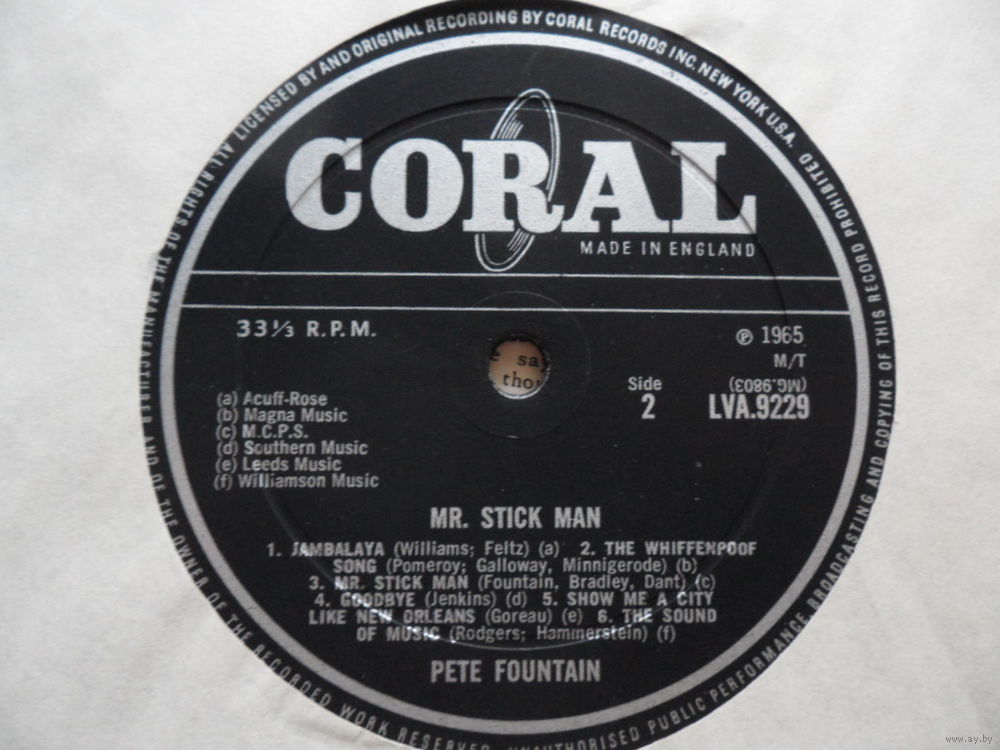 LICENSED BY AND ORIGINAL RECORDING BY CORAL RECORDS INC. NEW YORK U.S.A.
CORAL
MADE IN ENGLAND
33⅓ R.P.M.
℗ 1965
M/T
(MG.9803)
Side
2
LVA.9229
e say
thou
(a) Acuff-Rose
(b) Magna Music
(c) M.C.P.S.
(d) Southern Music
(e) Leeds Music
(f) Williamson Music
MR. STICK MAN
1. JAMBALAYA (Williams; Feltz) (a) 2. THE WHIFFENPOOF
SONG (Pomeroy; Galloway, Minnigerode) (b)
3. MR. STICK MAN (Fountain, Bradley, Dant) (c)
4. GOODBYE (Jenkins) (d) 5. SHOW ME A CITY
LIKE NEW ORLEANS (Goreau) (e) 6. THE SOUND
OF MUSIC (Rodgers; Hammerstein) (f)
PETE FOUNTAIN
ALL RIGHTS OF THE MANUFACTURER AND OF THE OWNER OF THE RECORDED WORK RESERVED UNAUTHORISED PUBLIC PERFORMANCE BROADCASTING AND COPYING OF THIS RECORD PROHIBITED
www.ay.by